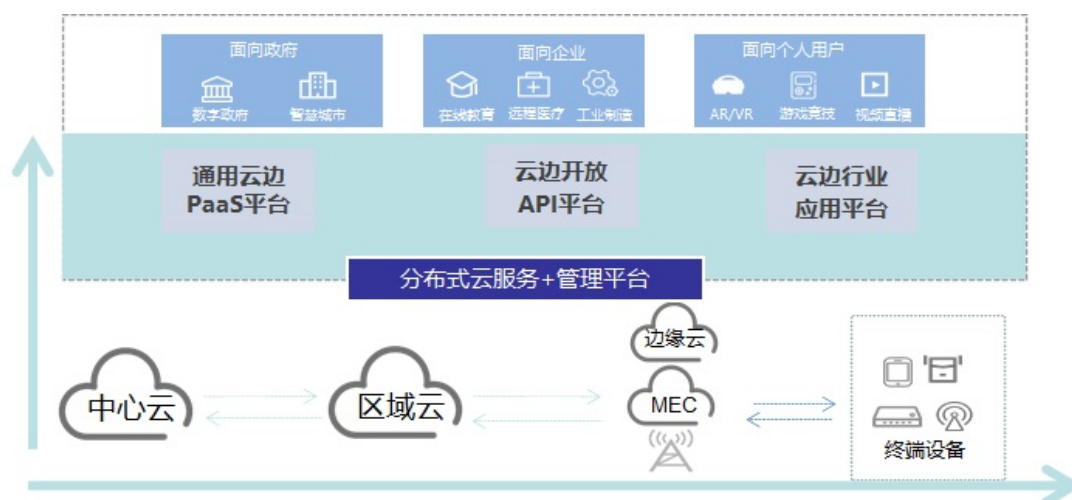 面向政府
面向企业
面向个人用户
数字政府
智慧城市
在线教育
远程医疗
工业制造
AR/VR
游戏竞技
视频直播
通用云边
PaaS平台
云边开放
API平台
云边行业
应用平台
分布式云服务+管理平台
边缘云
中心云
区域云
MEC
终端设备